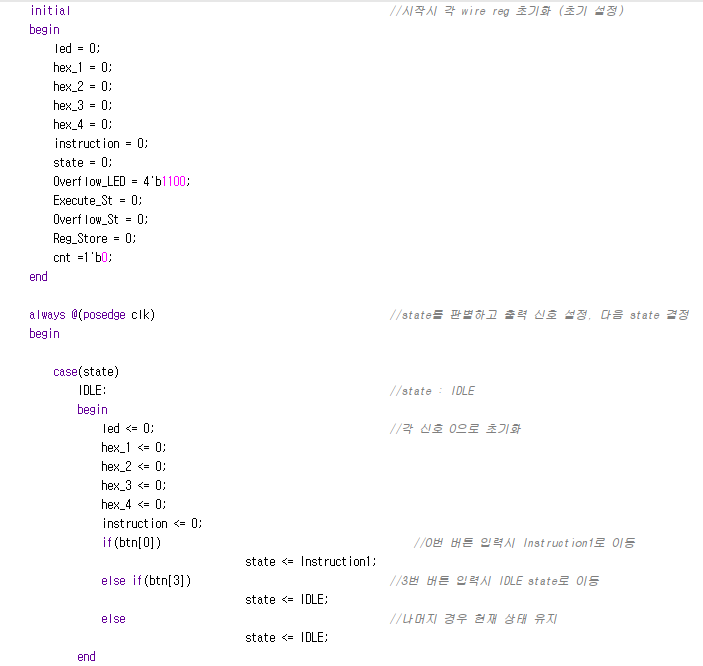 initial //시작시 각 wire reg 초기화 (초기 설정)
begin
led = 0;
hex_1 = 0;
hex_2 = 0;
hex_3 = 0;
hex_4 = 0;
instruction = 0;
state = 0;
Overflow_LED = 4'b1100;
Execute_St = 0;
Overflow_St = 0;
Reg_Store = 0;
cnt =1'b0;
end
always @(posedge clk) //state를 판별하고 출력 신호 설정, 다음 state 결정
begin
case(state)
IDLE: //state : IDLE
begin
led <= 0; //각 신호 0으로 초기화
hex_1 <= 0;
hex_2 <= 0;
hex_3 <= 0;
hex_4 <= 0;
instruction <= 0;
if(btn[0]) //0번 버튼 입력시 Instruction1로 이동
state <= Instruction1;
else if(btn[3]) //3번 버튼 입력시 IDLE state로 이동
state <= IDLE;
else //나머지 경우 현재 상태 유지
state <= IDLE;
end